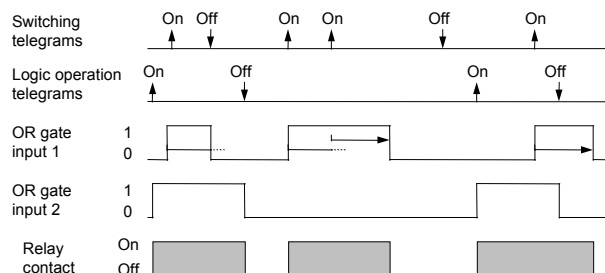 Switching
telegrams
On Off On On Off On
Logic operation
telegrams
On Off On Off
OR gate
input 1
1
0
OR gate
input 2
1
0
Relay
contact
On
Off